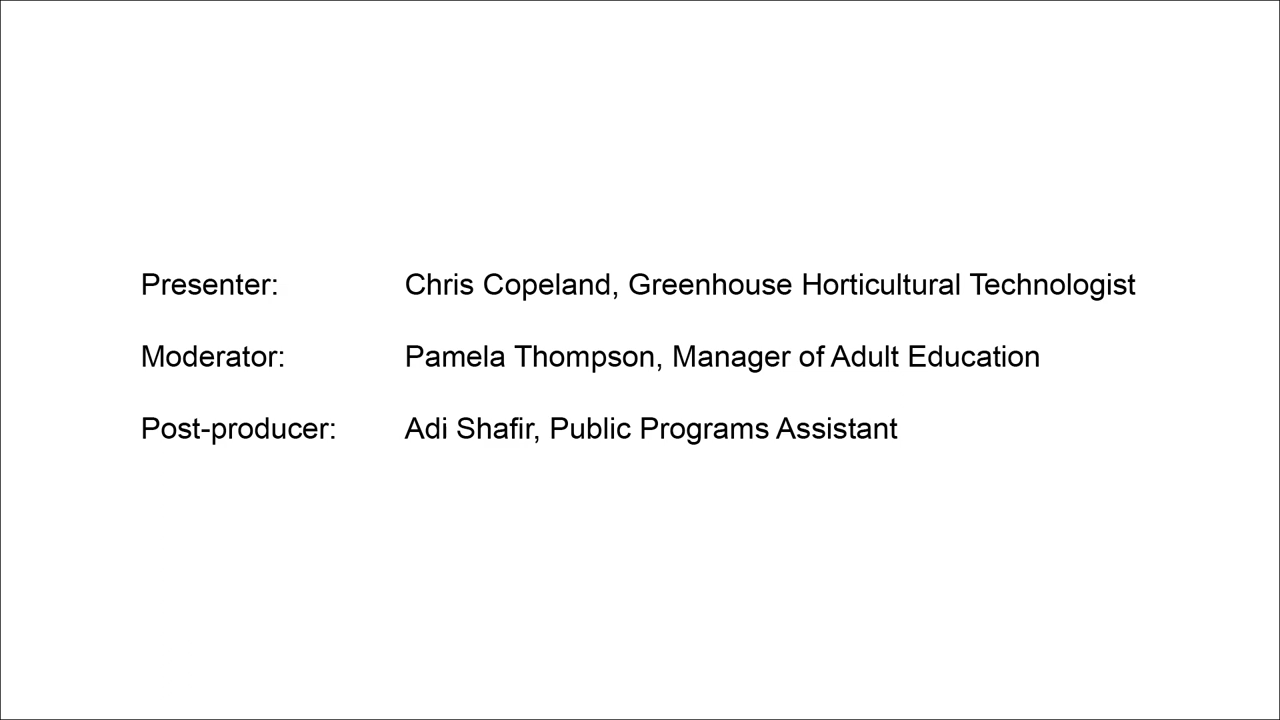 Presenter: Chris Copeland, Greenhouse Horticultural Technologist
Moderator: Pamela Thompson, Manager of Adult Education
Post-producer: Adi Shafir, Public Programs Assistant